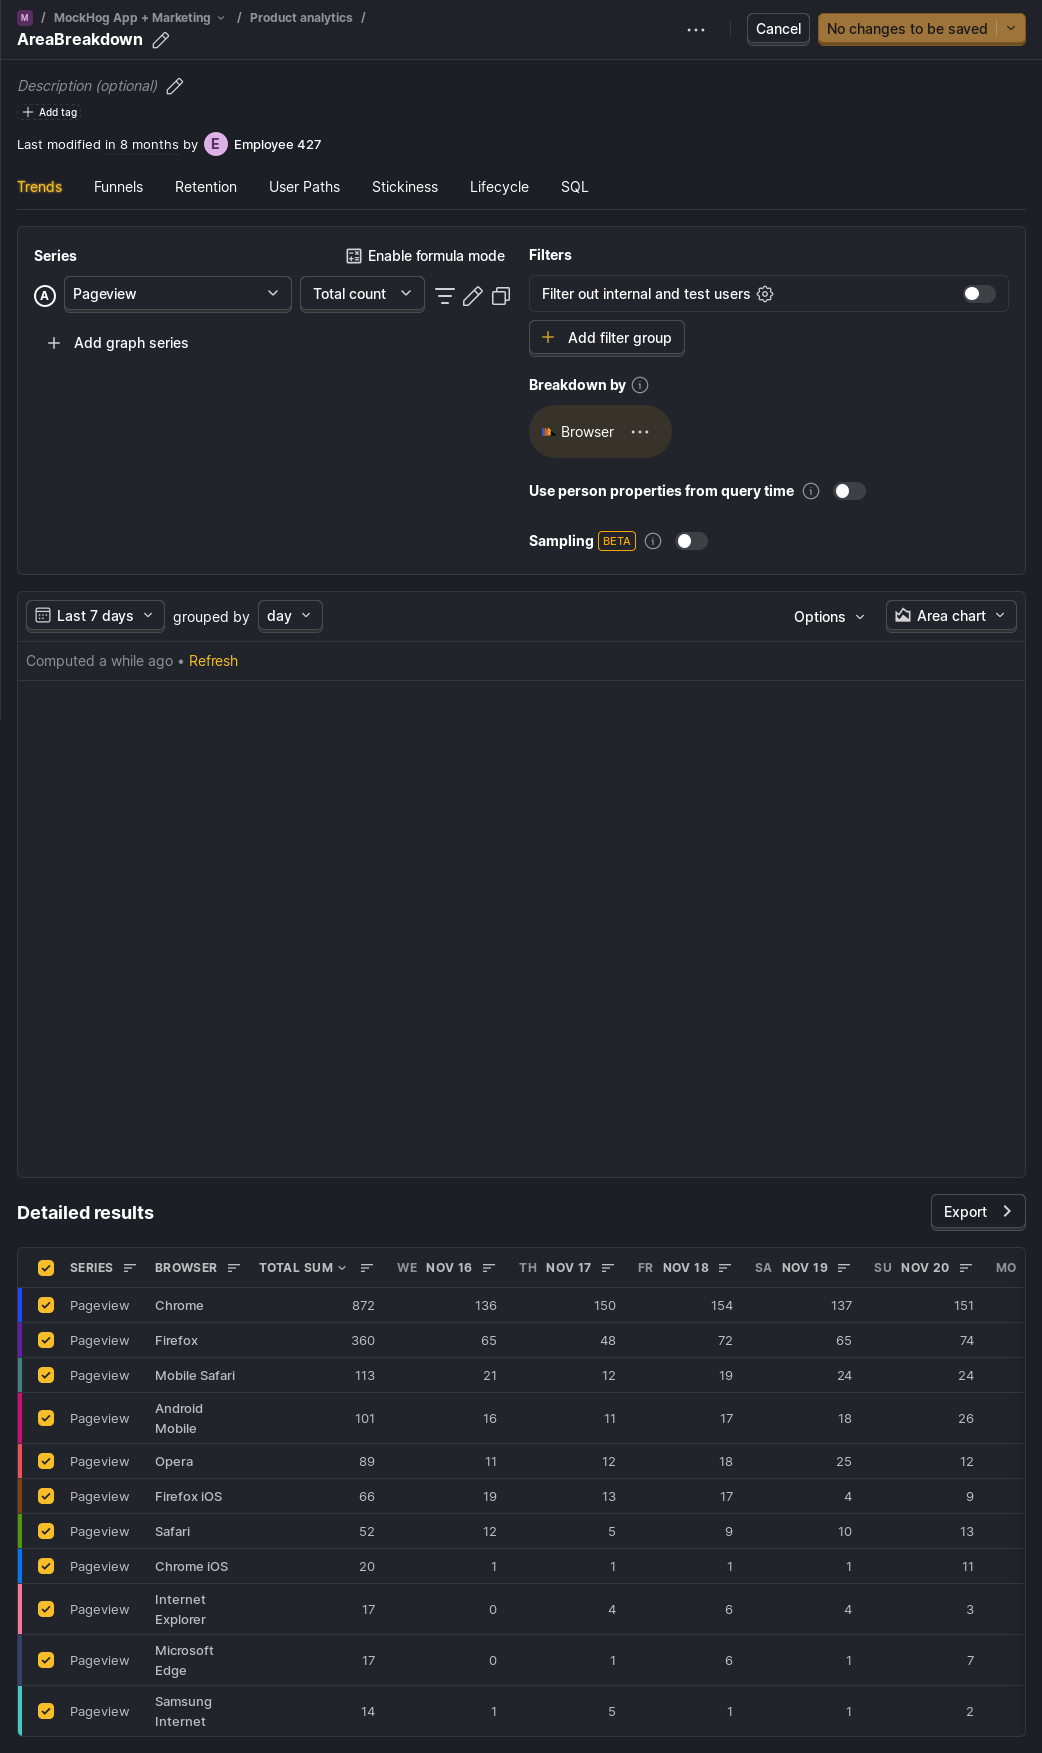 M / MockHog App + Marketing / Product analytics /
AreaBreakdown
Cancel
No changes to be saved
Description (optional)
Add tag
Last modified in 8 months by E Employee 427
Trends Funnels Retention User Paths Stickiness Lifecycle SQL
Series
Enable formula mode
A Pageview Total count
Add graph series
Filters
Filter out internal and test users
Add filter group
Breakdown by
Browser
Use person properties from query time
Sampling BETA
Last 7 days grouped by day Options Area chart
Computed a while ago • Refresh
Detailed results
Export
SERIES BROWSER TOTAL SUM WE NOV 16 TH NOV 17 FR NOV 18 SA NOV 19 SU NOV 20 MO
Pageview Chrome 872 136 150 154 137 151
Pageview Firefox 360 65 48 72 65 74
Pageview Mobile Safari 113 21 12 19 24 24
Pageview Android Mobile 101 16 11 17 18 26
Pageview Opera 89 11 12 18 25 12
Pageview Firefox iOS 66 19 13 17 4 9
Pageview Safari 52 12 5 9 10 13
Pageview Chrome iOS 20 1 1 1 1 11
Pageview Internet Explorer 17 0 4 6 4 3
Pageview Microsoft Edge 17 0 1 6 1 7
Pageview Samsung Internet 14 1 5 1 1 2